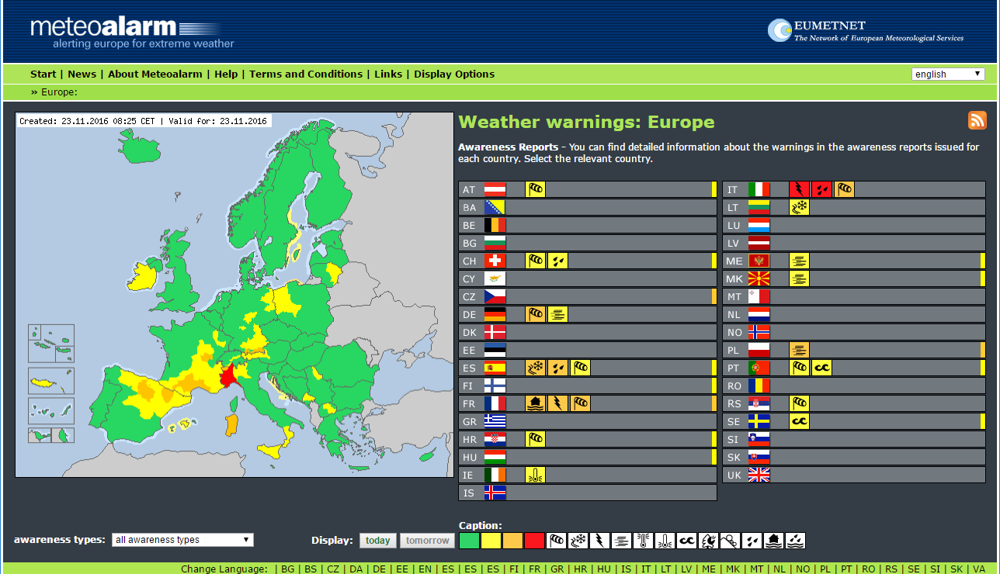 meteoalarm
alerting europe for extreme weather
EUMETNET
The Network of European Meteorological Services
Start | News | About Meteoalarm | Help | Terms and Conditions | Links | Display Options
english
» Europe:
Created: 23.11.2016 08:25 CET | Valid for: 23.11.2016
Weather warnings: Europe
Awareness Reports - You can find detailed information about the warnings in the awareness reports issued for
each country. Select the relevant country.
AT
BA
BE
BG
CH
CY
CZ
DE
DK
EE
ES
FI
FR
GR
HR
HU
IE
IS
IT
LT
LU
LV
ME
MK
MT
NL
NO
PL
PT
RO
RS
SE
SI
SK
UK
awareness types:
all awareness types
Display:
today
tomorrow
Caption:
Change Language: | BG | BS | CZ | DA | DE | EE | EN | ES | ES | ES | FI | FR | GR | HR | HU | IS | IT | LT | LV | ME | MK | MT | NL | NO | PL | PT | RO | RS | SE | SI | SK | VA